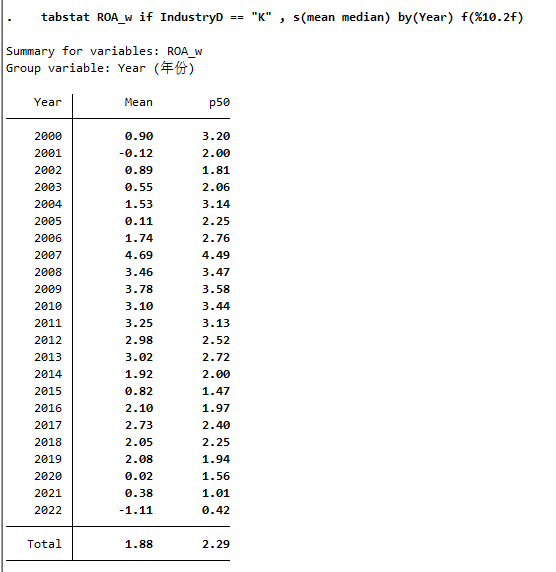 . tabstat ROA_w if IndustryD == "K" , s(mean median) by(Year) f(%10.2f)
Summary for variables: ROA_w
Group variable: Year (年份)
Year Mean p50
2000 0.90 3.20
2001 -0.12 2.00
2002 0.89 1.81
2003 0.55 2.06
2004 1.53 3.14
2005 0.11 2.25
2006 1.74 2.76
2007 4.69 4.49
2008 3.46 3.47
2009 3.78 3.58
2010 3.10 3.44
2011 3.25 3.13
2012 2.98 2.52
2013 3.02 2.72
2014 1.92 2.00
2015 0.82 1.47
2016 2.10 1.97
2017 2.73 2.40
2018 2.05 2.25
2019 2.08 1.94
2020 0.02 1.56
2021 0.38 1.01
2022 -1.11 0.42
Total 1.88 2.29